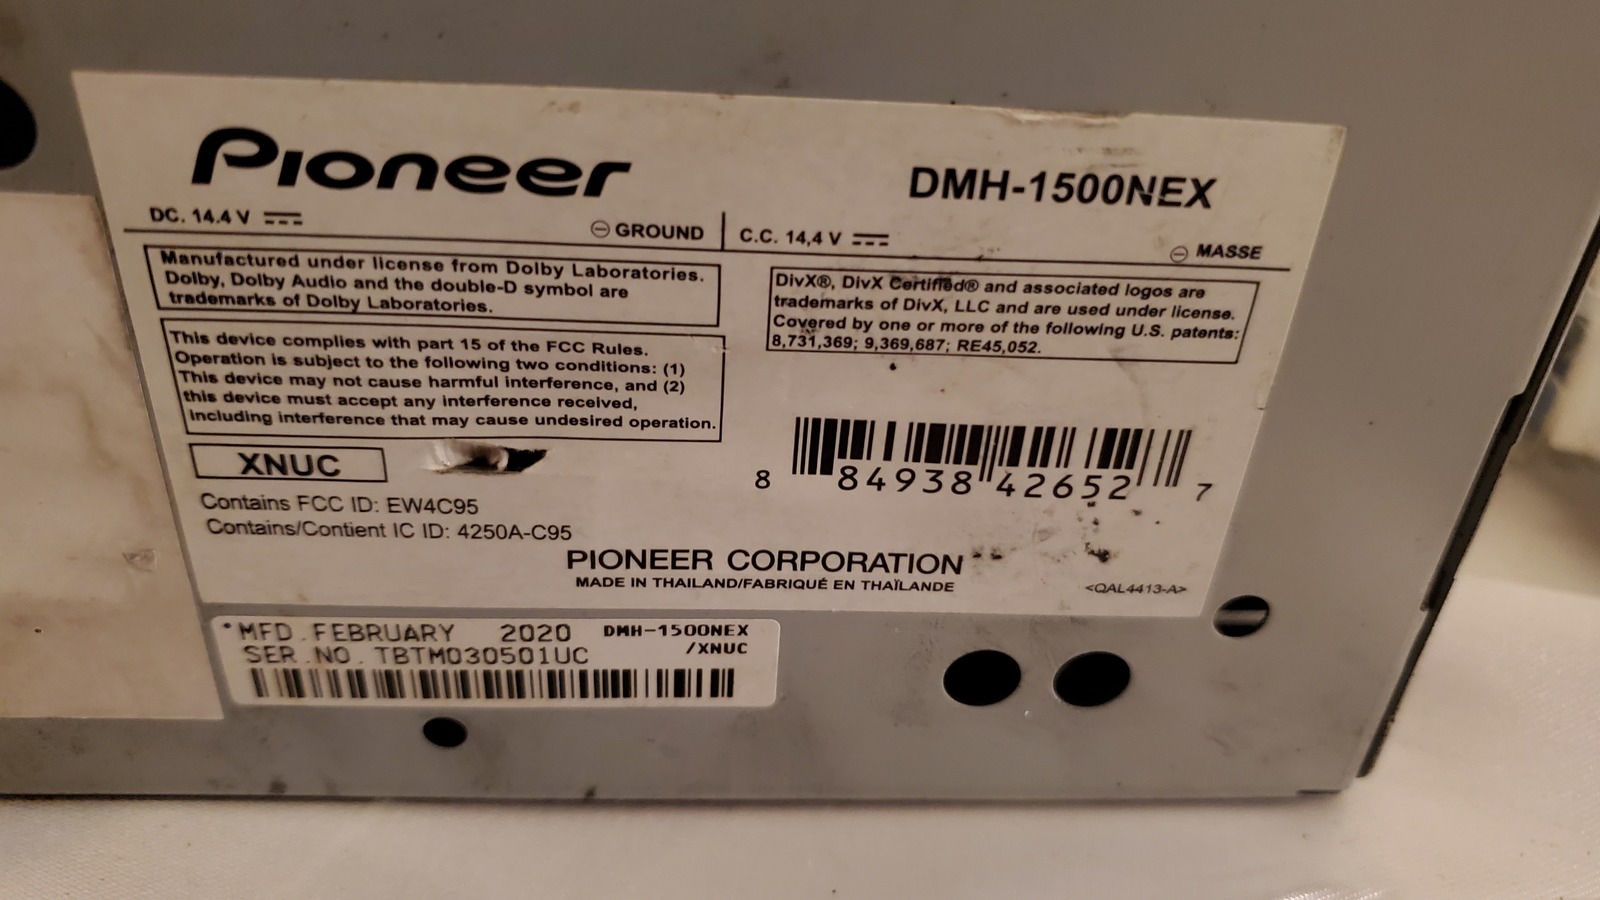 Pioneer
DMH-1500NEX
DC. 14.4 V
⊖ GROUND
C.C. 14,4 V
⊖ MASSE
Manufactured under license from Dolby Laboratories.
Dolby, Dolby Audio and the double-D symbol are
trademarks of Dolby Laboratories.
DivX®, DivX Certified® and associated logos are
trademarks of DivX, LLC and are used under license.
Covered by one or more of the following U.S. patents:
8,731,369; 9,369,687; RE45,052.
This device complies with part 15 of the FCC Rules.
Operation is subject to the following two conditions: (1)
This device may not cause harmful interference, and (2)
this device must accept any interference received,
including interference that may cause undesired operation.
XNUC
8 84938 42652 7
Contains FCC ID: EW4C95
Contains/Contient IC ID: 4250A-C95
PIONEER CORPORATION
MADE IN THAILAND/FABRIQUÉ EN THAÏLANDE
<QAL4413-A>
MFD. FEBRUARY 2020 DMH-1500NEX
/XNUC
SER.NO. TBTM030501UC